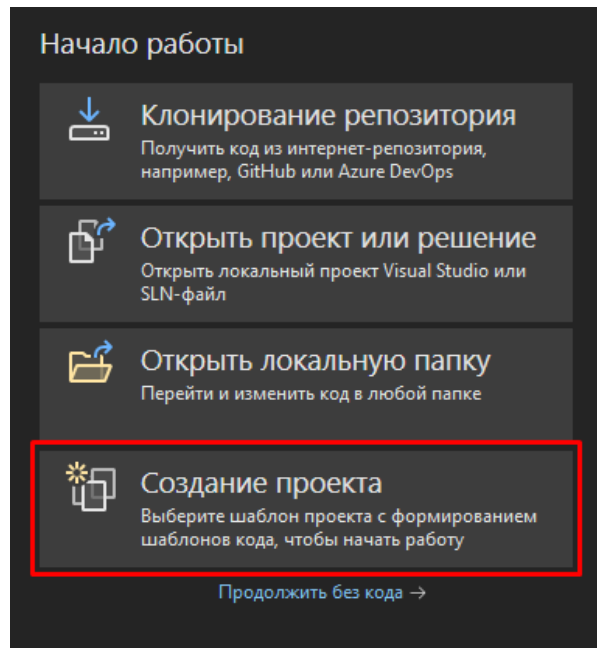 Начало работы
Клонирование репозитория
Получить код из интернет-репозитория,
например, GitHub или Azure DevOps
Открыть проект или решение
Открыть локальный проект Visual Studio или
SLN-файл
Открыть локальную папку
Перейти и изменить код в любой папке
Создание проекта
Выберите шаблон проекта с формированием
шаблонов кода, чтобы начать работу
Продолжить без кода →